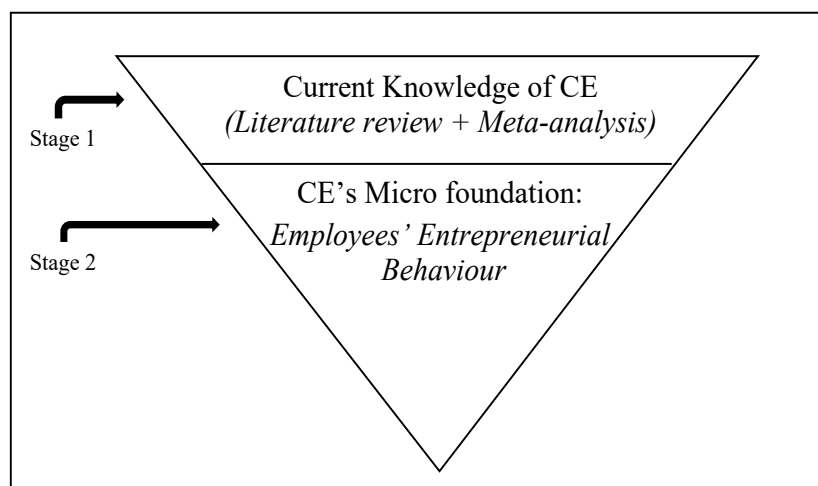 Current Knowledge of CE
(Literature review + Meta-analysis)
Stage 1
CE’s Micro foundation:
Employees’ Entrepreneurial
Behaviour
Stage 2